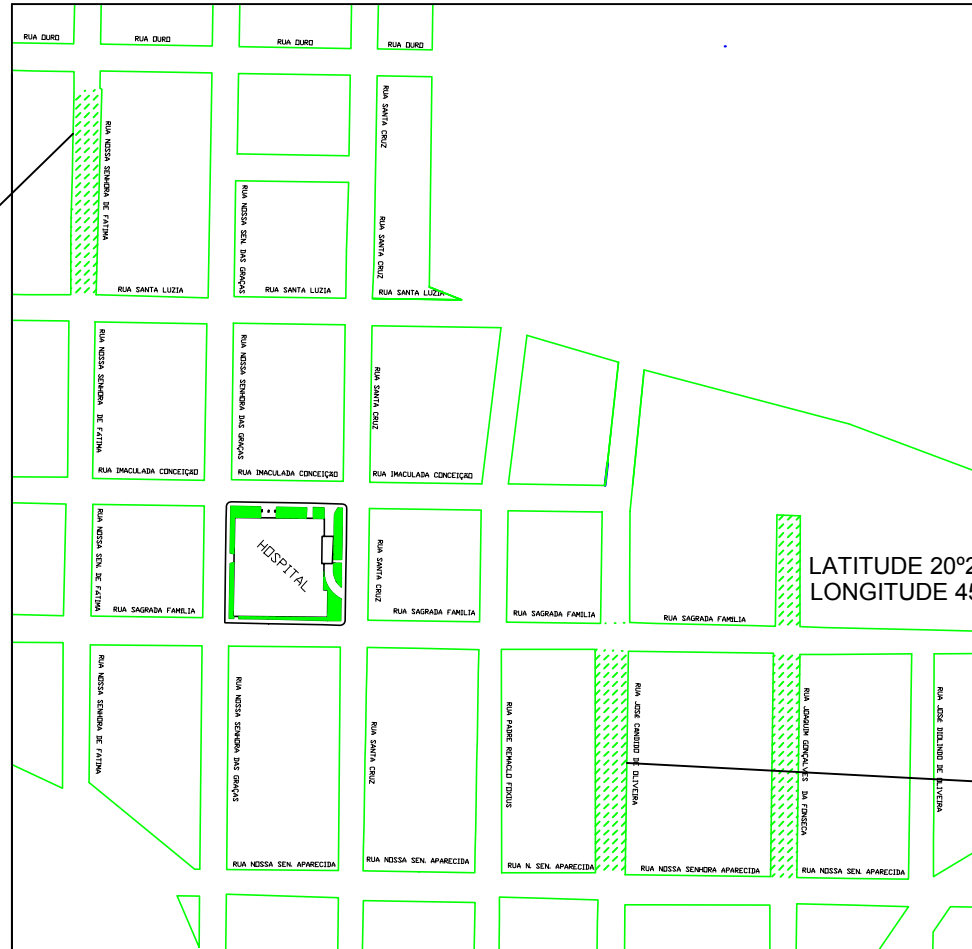 RUA OURO
RUA OURO
RUA OURO
RUA OURO
RUA SANTA CRUZ
RUA NOSSA SENHORA DE FATIMA
RUA NOSSA SEN. DAS GRAÇAS
RUA SANTA CRUZ
RUA SANTA LUZIA
RUA SANTA LUZIA
RUA SANTA LUZIA
RUA NOSSA SENHORA DE FATIMA
RUA NOSSA SENHORA DAS GRAÇAS
RUA SANTA CRUZ
RUA IMACULADA CONCEIÇÃO
RUA IMACULADA CONCEIÇÃO
RUA IMACULADA CONCEIÇÃO
RUA NOSSA SEN. DE FATIMA
HOSPITAL
RUA SANTA CRUZ
LATITUDE 20º2
LONGITUDE 45
RUA SAGRADA FAMILIA
RUA SAGRADA FAMILIA
RUA SAGRADA FAMILIA
RUA SAGRADA FAMILIA
RUA NOSSA SENHORA DE FATIMA
RUA NOSSA SENHORA DAS GRAÇAS
RUA SANTA CRUZ
RUA PADRE REMACLO FOXIUS
RUA JOSÉ CANDIDO DE OLIVEIRA
RUA JOAQUIM GONÇALVES DA FONSECA
RUA JOSÉ DIOLINDO DE OLIVEIRA
RUA NOSSA SEN. APARECIDA
RUA NOSSA SEN. APARECIDA
RUA N. SEN. APARECIDA
RUA NOSSA SENHORA APARECIDA
RUA NOSSA SEN. APARECIDA